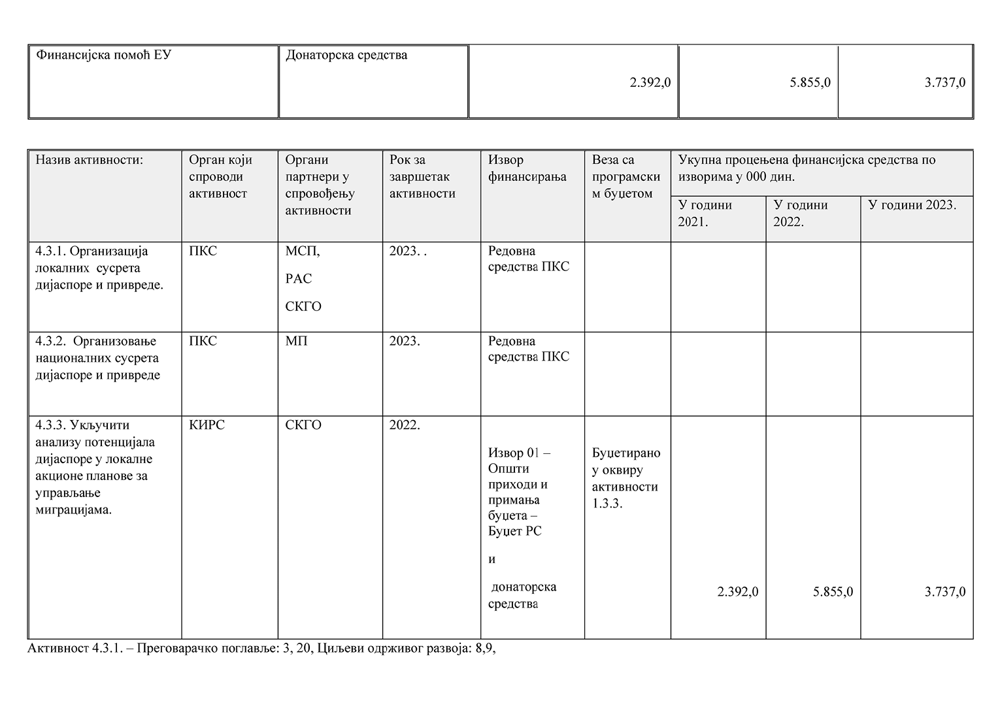 Финансијска помоћ ЕУ
Донаторска средства
2.392,0
5.855,0
3.737,0
Назив активности:
Орган који
спроводи
активност
Органи
партнери у
спровођењу
активности
Рок за
завршетак
активности
Извор
финансирања
Веза са
програмски
м буџетом
Укупна процењена финансијска средства по
изворима у 000 дин.
У години
2021.
У години
2022.
У години 2023.
4.3.1. Организација
локалних  сусрета
дијаспоре и привреде.
ПКС
МСП,
РАС
СКГО
2023. .
Редовна
средства ПКС
4.3.2.  Организовање
националних сусрета
дијаспоре и привреде
ПКС
МП
2023.
Редовна
средства ПКС
4.3.3. Укључити
анализу потенцијала
дијаспоре у локалне
акционе планове за
управљање
миграцијама.
КИРС
СКГО
2022.
Извор 01 –
Општи
приходи и
примања
буџета –
Буџет РС
и
донаторска
средства
Буџетирано
у оквиру
активности
1.3.3.
2.392,0
5.855,0
3.737,0
Активност 4.3.1. – Преговарачко поглавље: 3, 20, Циљеви одрживог развоја: 8,9,